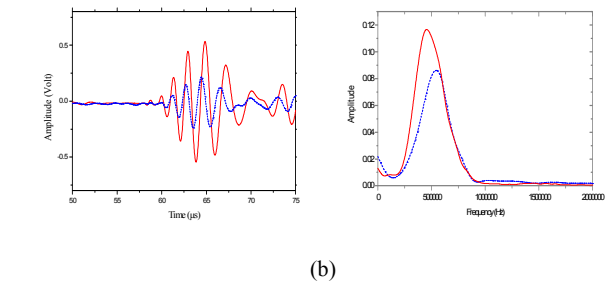 0.5
0.0
-0.5
Amplitude (Volt)
50 55 60 65 70 75
Time (μs)
0.12
0.10
0.08
0.06
0.04
0.02
0.00
Amplitude
0 500000 1000000 1500000 2000000
Frequency (Hz)
(b)